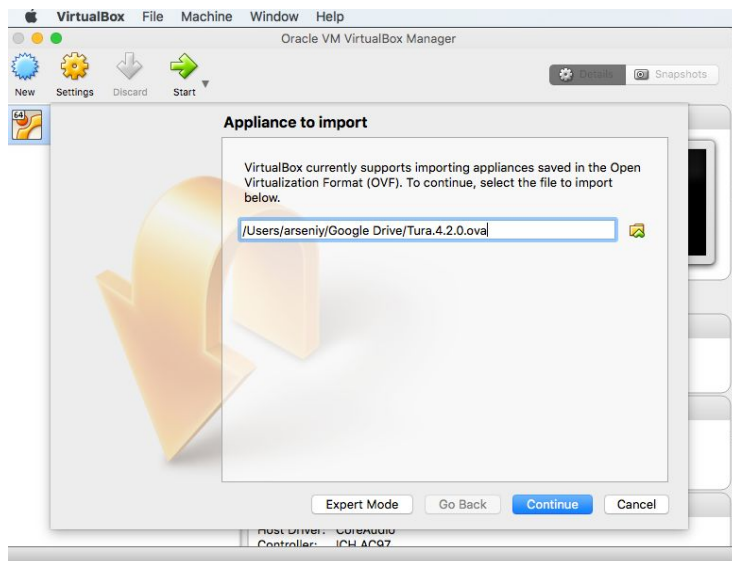 VirtualBox File Machine Window Help
Oracle VM VirtualBox Manager
New Settings Discard Start
Details Snapshots
64
Appliance to import
VirtualBox currently supports importing appliances saved in the Open
Virtualization Format (OVF). To continue, select the file to import
below.
/Users/arseniy/Google Drive/Tura.4.2.0.ova
Expert Mode Go Back Continue Cancel
Host Driver: CoreAudio
Controller: ICH AC97